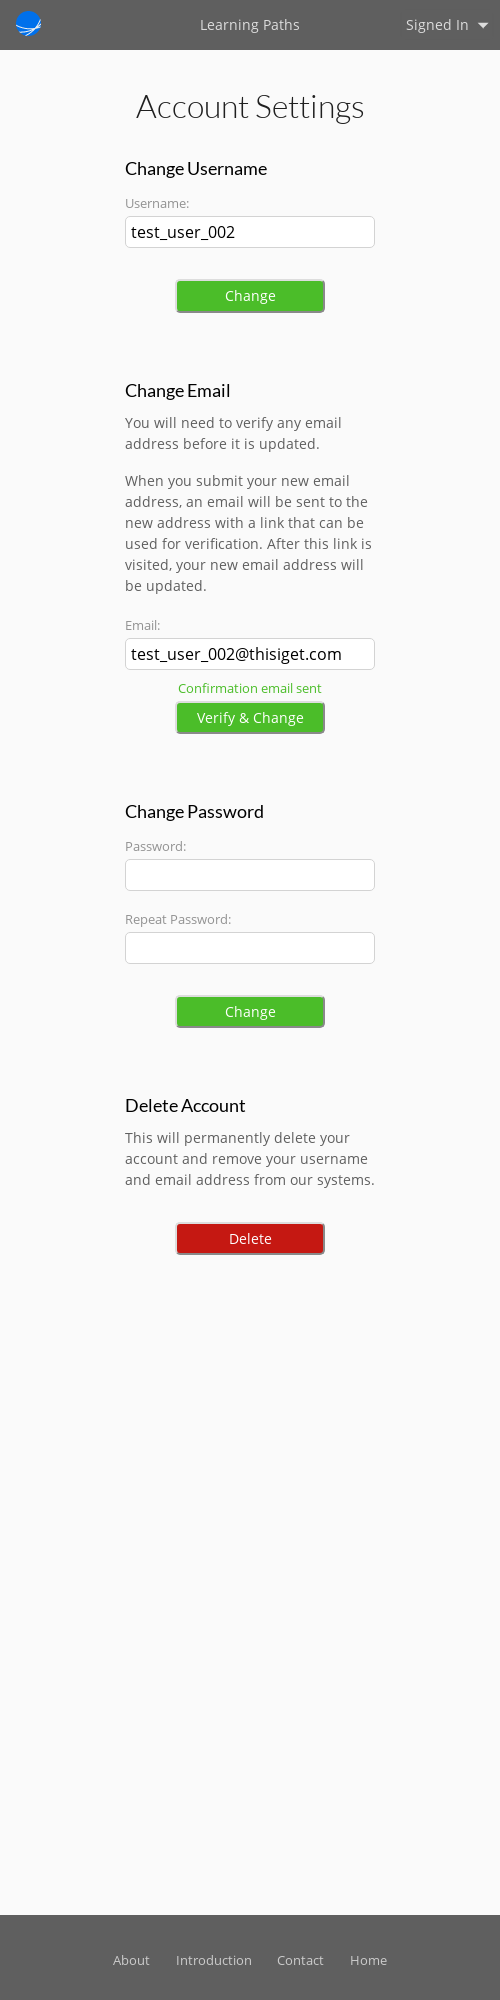 Learning Paths
Signed In
Account Settings
Change Username
Username:
test_user_002
Change
Change Email
You will need to verify any email
address before it is updated.
When you submit your new email
address, an email will be sent to the
new address with a link that can be
used for verification. After this link is
visited, your new email address will
be updated.
Email:
test_user_002@thisiget.com
Confirmation email sent
Verify & Change
Change Password
Password:
Repeat Password:
Change
Delete Account
This will permanently delete your
account and remove your username
and email address from our systems.
Delete
About
Introduction
Contact
Home